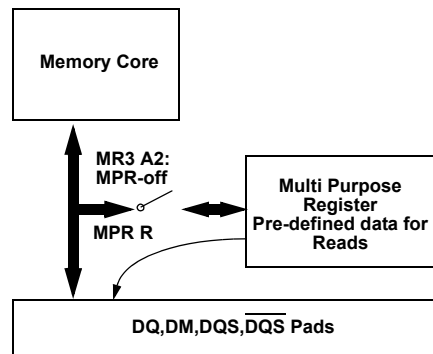 Memory Core
MR3 A2:
MPR-off
MPR R
Multi Purpose
Register
Pre-defined data for
Reads
DQ,DM,DQS,D̅Q̅S̅ Pads